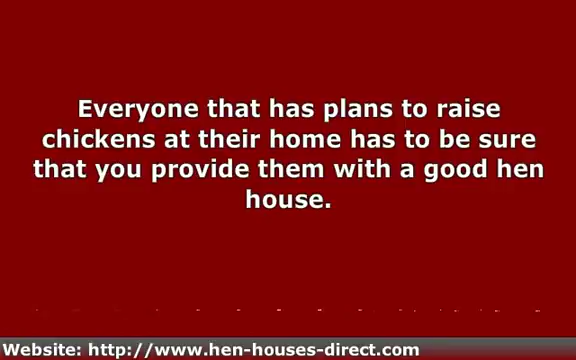 Everyone that has plans to raise
chickens at their home has to be sure
that you provide them with a good hen
house.
Website: http://www.hen-houses-direct.com